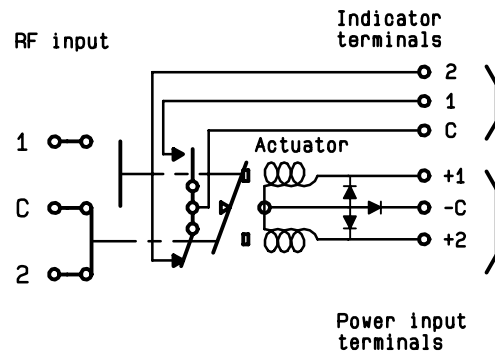 Indicator
terminals
RF input
2
1
C
Actuator
1
+1
C
-C
+2
2
Power input
terminals